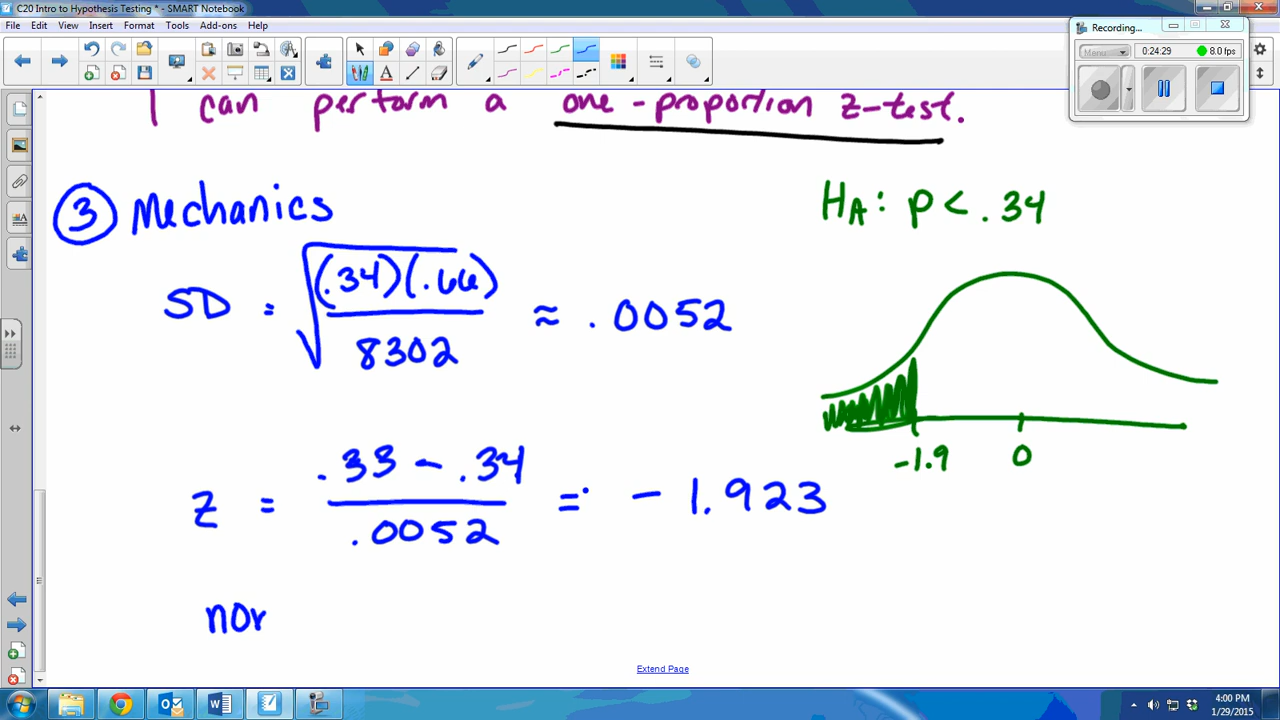 C20 Intro to Hypothesis Testing * - SMART Notebook
File Edit View Insert Format Tools Add-ons Help
Recording...
Menu 24:29 8.0 fps
I can perform a one-proportion z-test.
③ Mechanics
SD = √(.34)(.66) / 8302 ≈ .0052
HA: p < .34
-1.9 0
z = .33 - .34 / .0052 = -1.923
nor
Extend Page
4:00 PM
1/29/2015